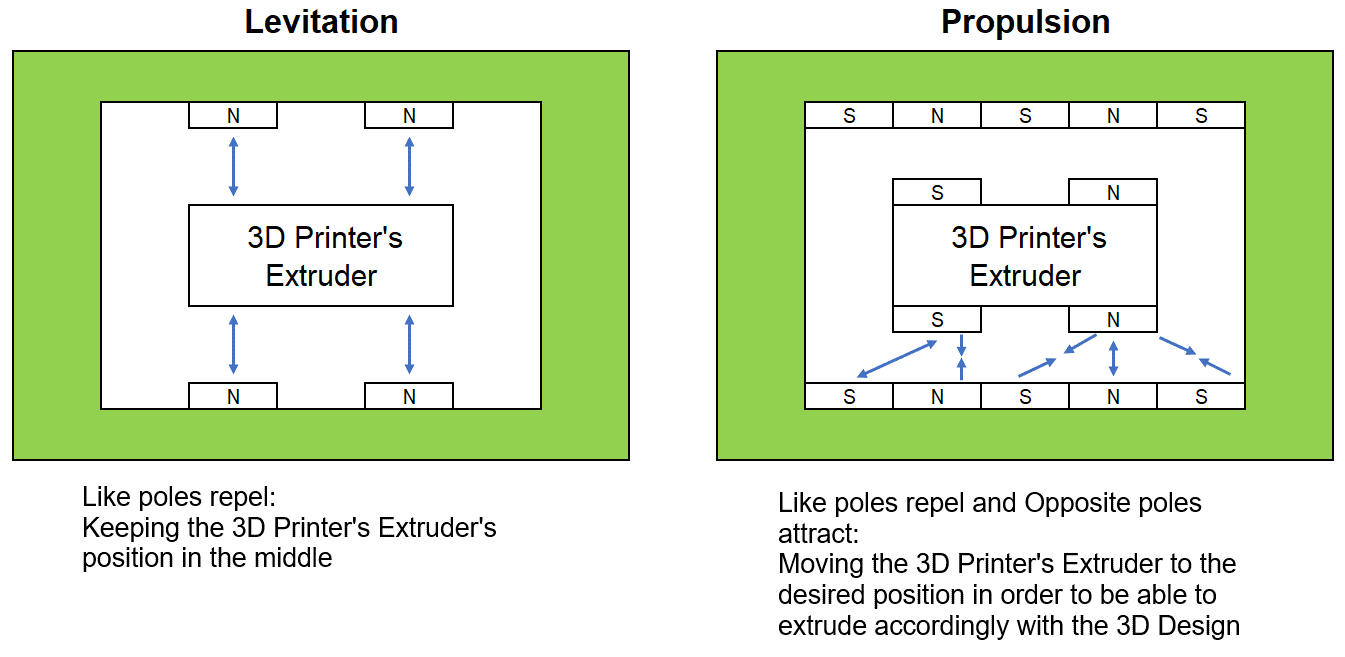 Levitation
N N
3D Printer's
Extruder
N N
Like poles repel:
Keeping the 3D Printer's Extruder's
position in the middle
Propulsion
S N S N S
S N
3D Printer's
Extruder
S N
S N S N S
Like poles repel and Opposite poles
attract:
Moving the 3D Printer's Extruder to the
desired position in order to be able to
extrude accordingly with the 3D Design